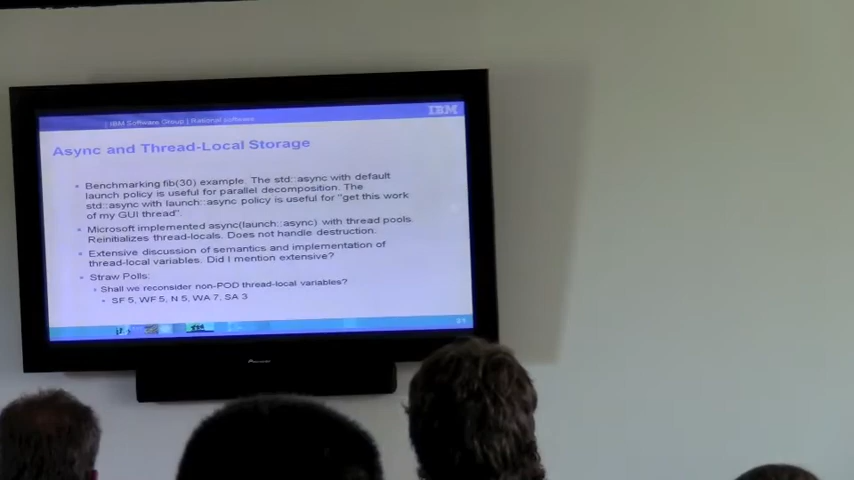 | IBM Software Group | Rational software
IBM
Async and Thread-Local Storage
Benchmarking fib(30) example. The std::async with default
launch policy is useful for parallel decomposition. The
std::async with launch::async policy is useful for "get this work
of my GUI thread".
Microsoft implemented async(launch::async) with thread pools.
Reinitializes thread-locals. Does not handle destruction.
Extensive discussion of semantics and implementation of
thread-local variables. Did I mention extensive?
Straw Polls:
Shall we reconsider non-POD thread-local variables?
SF 5, WF 5, N 5, WA 7, SA 3
Pioneer